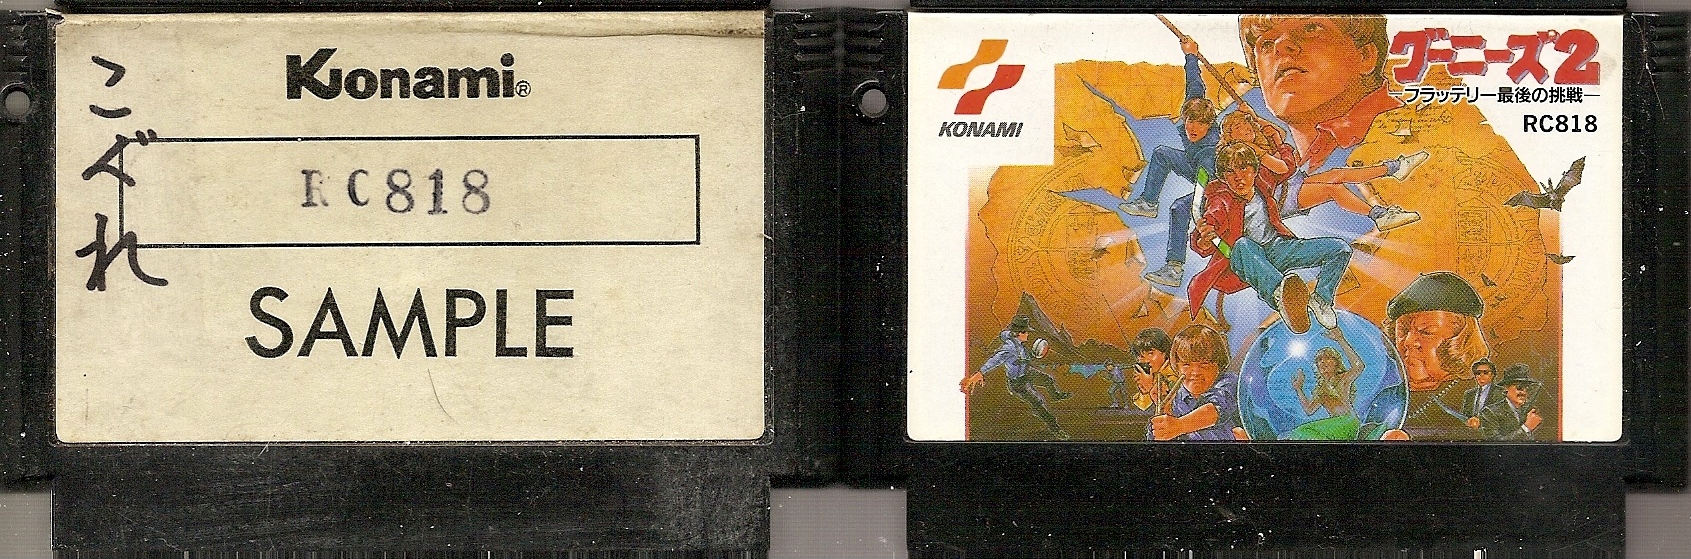 Konami®
こぐれ
RC818
SAMPLE
KONAMI
グーニーズ2
―フラッテリー最後の挑戦―
RC818